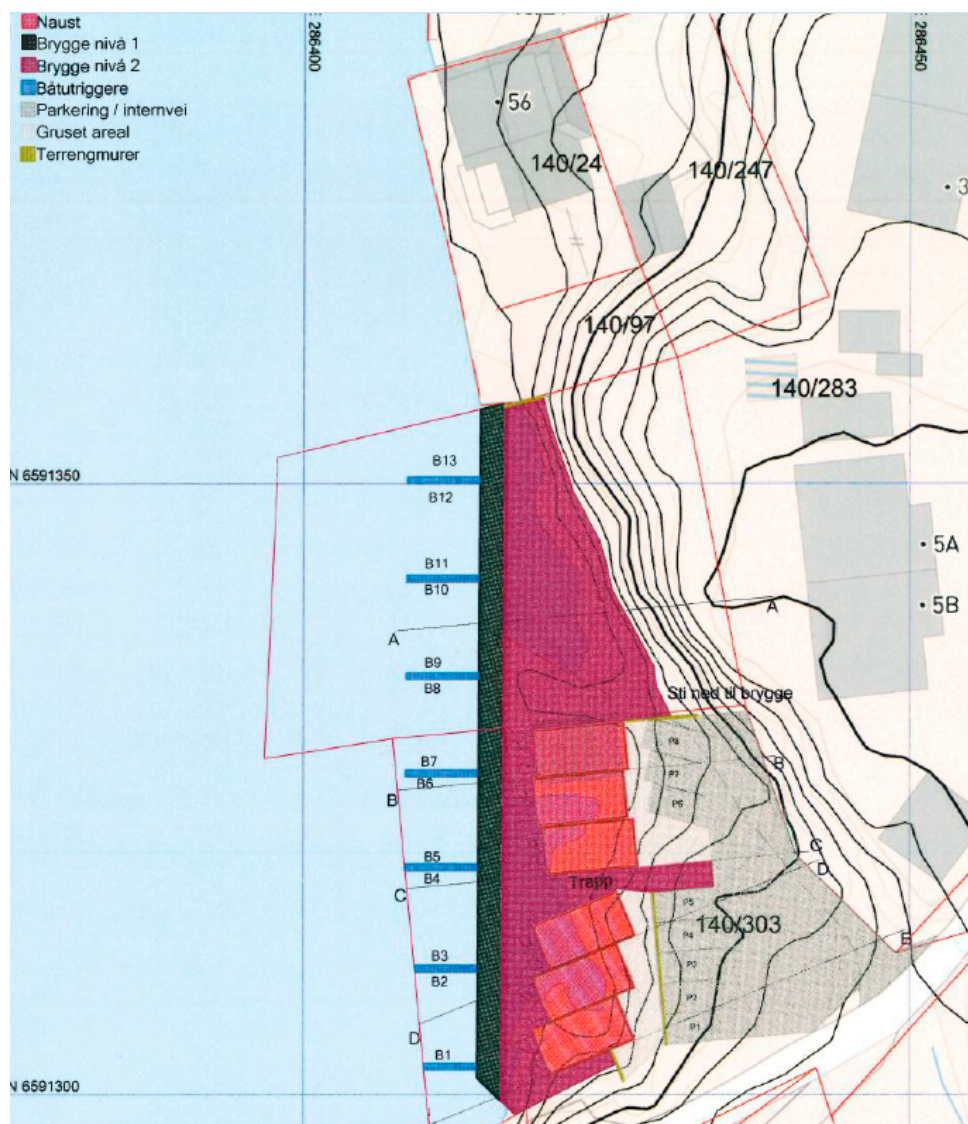 Naust
Brygge nivå 1
Brygge nivå 2
Båtutriggere
Parkering / internvei
Gruset areal
Terrengmurer
286400
286450
56
140/24
140/247
3
140/97
140/283
N 6591350
B13
B12
5A
B11
B10
5B
A
A
B9
B8
Sti ned til brygge
P8
B7
B6
P7
B
B
P6
C
B5
B4
D
Trapp
C
P5
140/303
P4
E
B3
P3
B2
P2
D
P1
B1
N 6591300